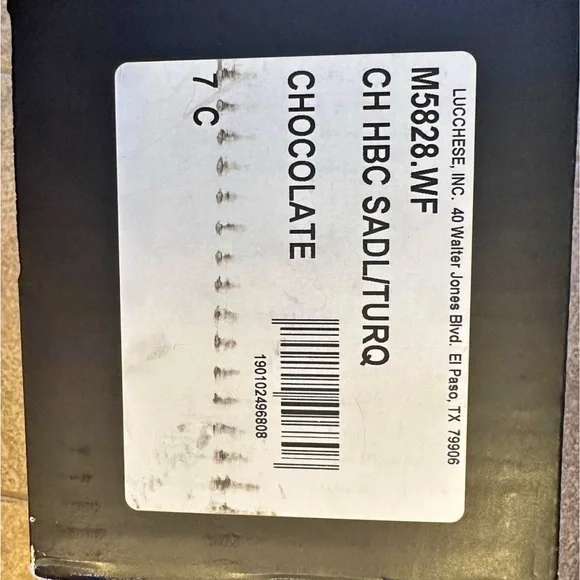 LUCCHESE, INC. 40 Walter Jones Blvd. El Paso, TX 79906
M5828.WF
CH HBC SADL/TURQ
CHOCOLATE
190102496808
7 C